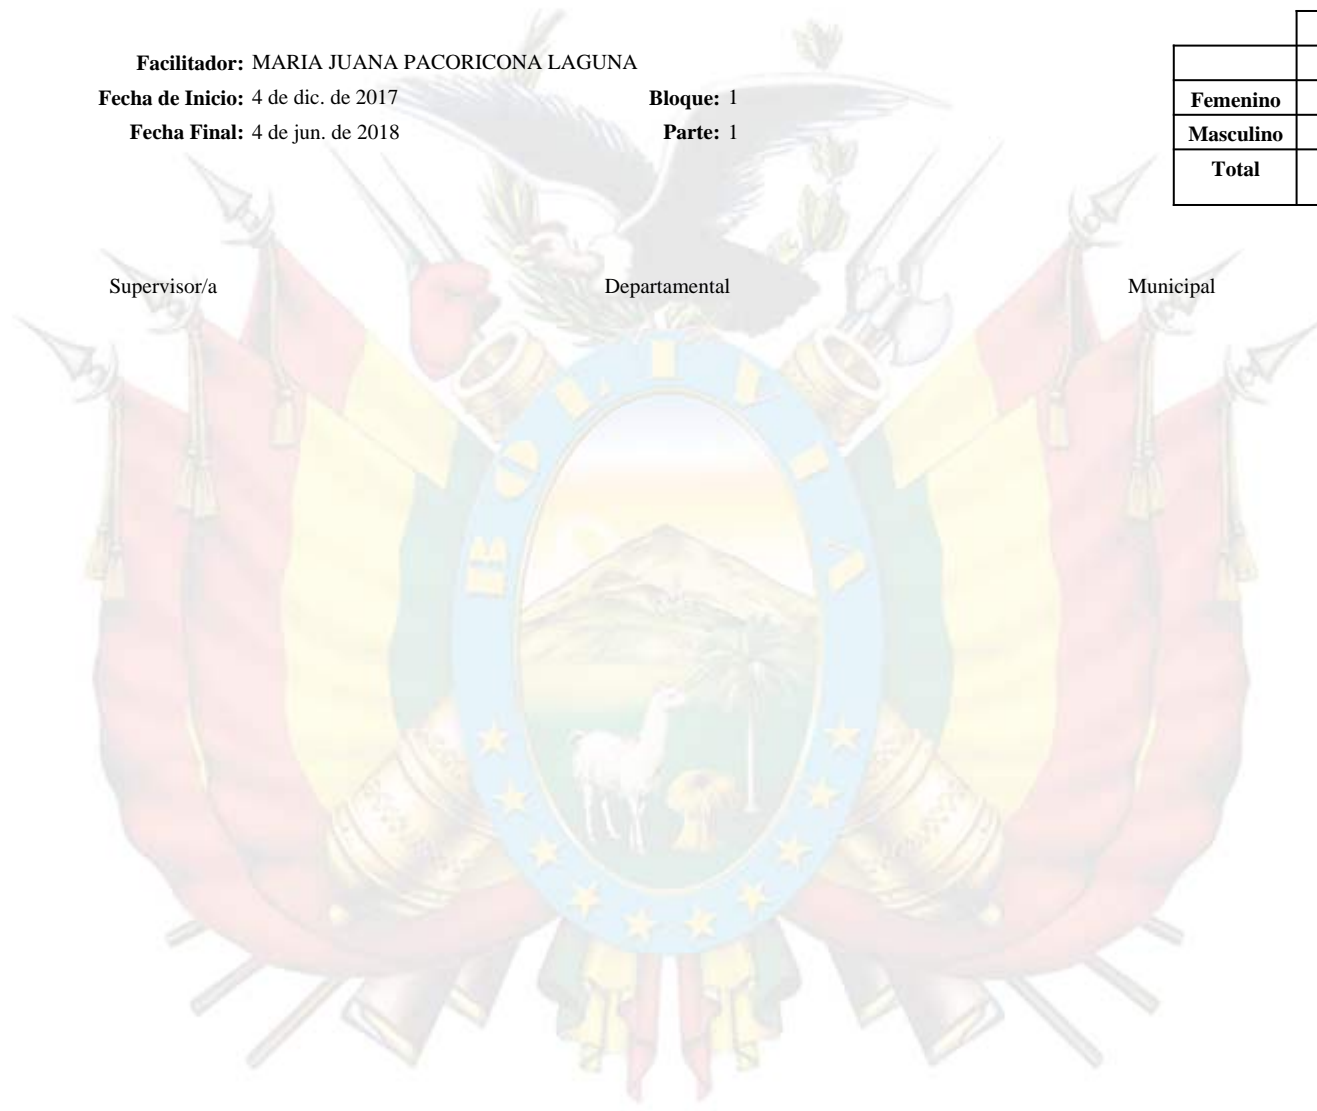 Facilitador: MARIA JUANA PACORICONA LAGUNA
Fecha de Inicio: 4 de dic. de 2017 Bloque: 1
Fecha Final: 4 de jun. de 2018 Parte: 1
Femenino
Masculino
Total
Supervisor/a Departamental Municipal
BOLIVIA